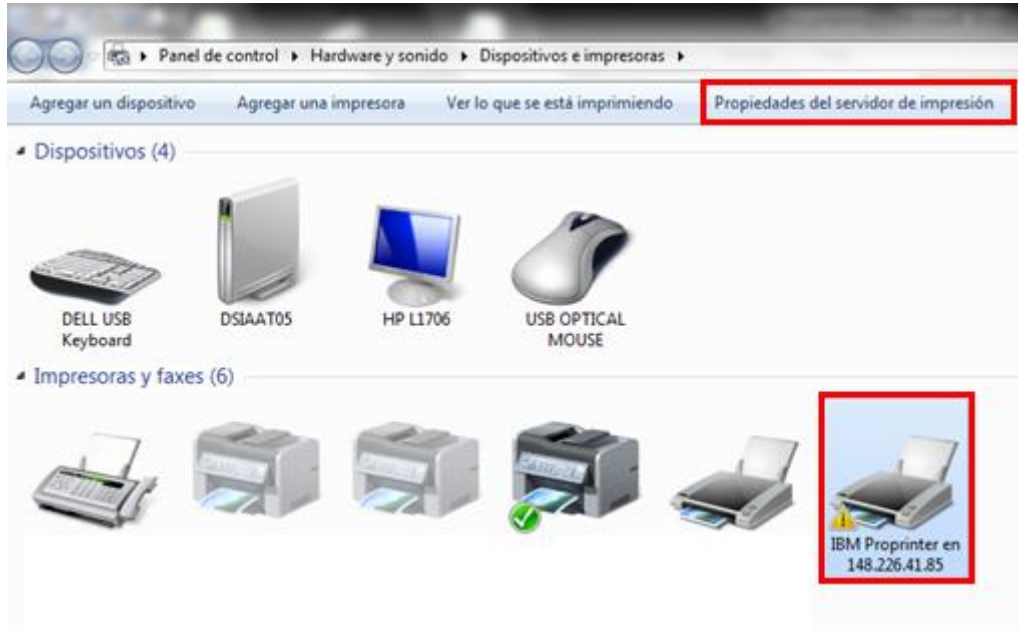 Panel de control ▸ Hardware y sonido ▸ Dispositivos e impresoras ▸
Agregar un dispositivo Agregar una impresora Ver lo que se está imprimiendo Propiedades del servidor de impresión
Dispositivos (4)
DELL USB Keyboard
DSIAAT05
HP L1706
USB OPTICAL MOUSE
Impresoras y faxes (6)
IBM Proprinter en
148.226.41.85